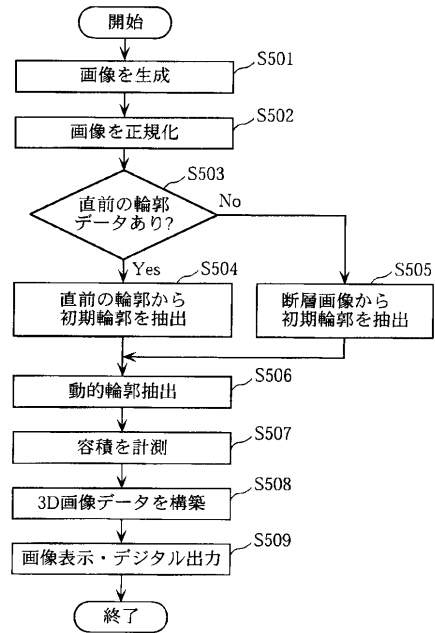 開始
S501
画像を生成
S502
画像を正規化
S503
直前の輪郭
データあり?
No
Yes
S504
直前の輪郭から
初期輪郭を抽出
S505
断層画像から
初期輪郭を抽出
S506
動的輪郭抽出
S507
容積を計測
S508
3D画像データを構築
S509
画像表示・デジタル出力
終了